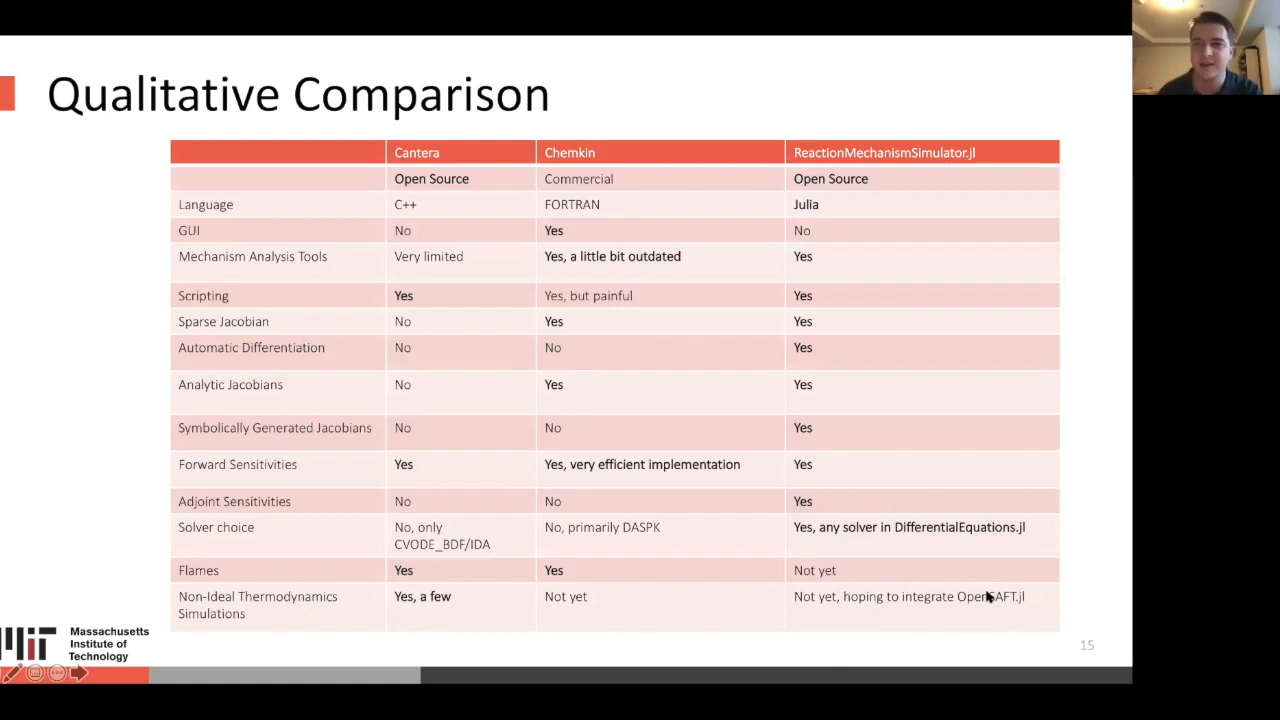 Qualitative Comparison
Cantera Chemkin ReactionMechanismSimulator.jl
Open Source Commercial Open Source
Language C++ FORTRAN Julia
GUI No Yes No
Mechanism Analysis Tools Very limited Yes, a little bit outdated Yes
Scripting Yes Yes, but painful Yes
Sparse Jacobian No Yes Yes
Automatic Differentiation No No Yes
Analytic Jacobians No Yes Yes
Symbolically Generated Jacobians No No Yes
Forward Sensitivities Yes Yes, very efficient implementation Yes
Adjoint Sensitivities No No Yes
Solver choice No, only No, primarily DASPK Yes, any solver in DifferentialEquations.jl
CVODE_BDF/IDA
Flames Yes Yes Not yet
Non-Ideal Thermodynamics Yes, a few Not yet Not yet, hoping to integrate OpenSAFT.jl
Simulations
MIT Massachusetts
Institute of
Technology
15